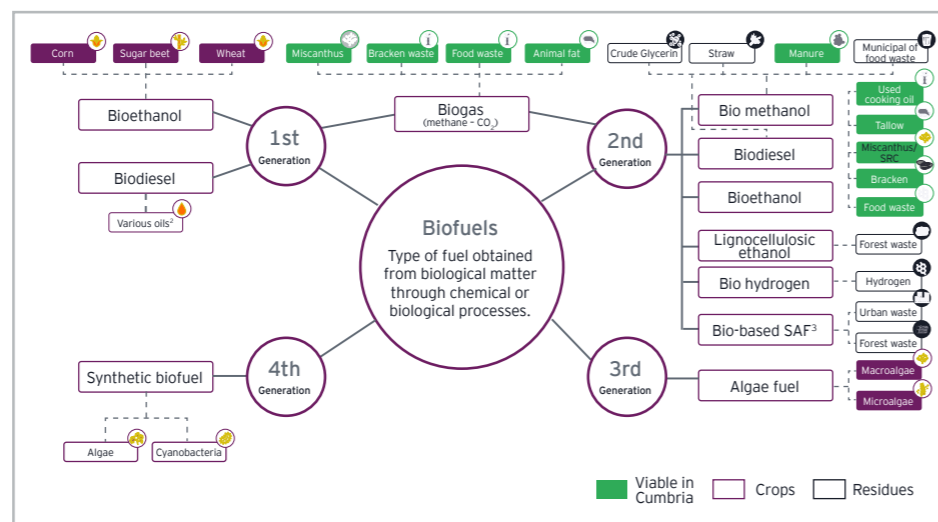 Corn
Sugar beet
Wheat
Miscanthus
Bracken waste
Food waste
Animal fat
Crude Glycerin
Straw
Manure
Municipal of
food waste
Bioethanol
Biodiesel
Various oils²
1st
Generation
Biogas
(methane - CO₂)
2nd
Generation
Bio methanol
Biodiesel
Bioethanol
Lignocellulosic
ethanol
Bio hydrogen
Bio-based SAF³
Used
cooking oil
Tallow
Miscanthus/
SRC
Bracken
Food waste
Forest waste
Hydrogen
Urban waste
Forest waste
Biofuels
Type of fuel obtained
from biological matter
through chemical or
biological processes.
Synthetic biofuel
Algae
Cyanobacteria
4th
Generation
3rd
Generation
Algae fuel
Macroalgae
Microalgae
Viable in
Cumbria
Crops
Residues